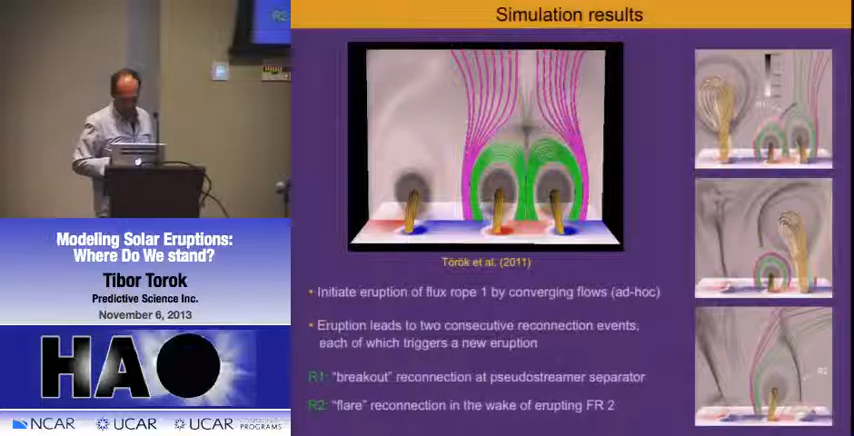 R2
Simulation results
Modeling Solar Eruptions:
Where Do We stand?
Tibor Torok
Predictive Science Inc.
November 6, 2013
HAO
NCAR
UCAR
UCAR
PROGRAMS
Török et al. (2011)
• Initiate eruption of flux rope 1 by converging flows (ad-hoc)
• Eruption leads to two consecutive reconnection events,
each of which triggers a new eruption
R1: “breakout” reconnection at pseudostreamer separator
R2: “flare” reconnection in the wake of erupting FR 2
R2